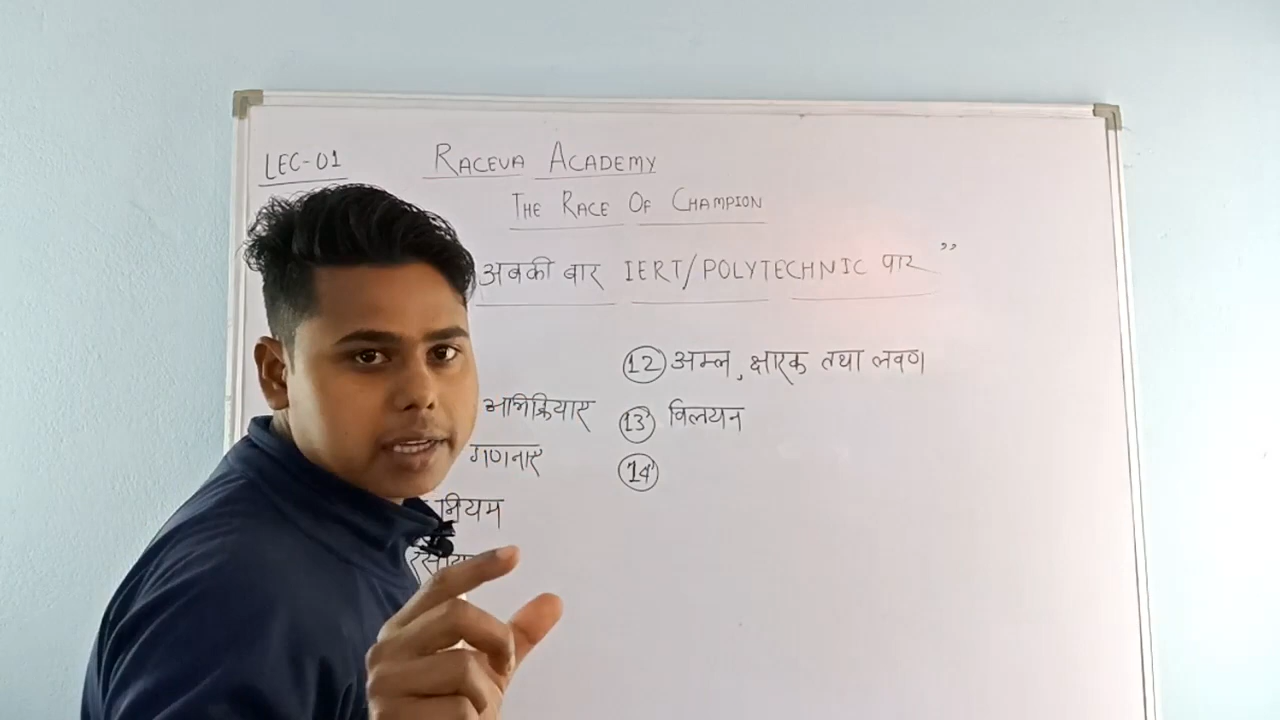 LEC-01
RACEVA ACADEMY
THE RACE OF CHAMPION
अबकी बार IERT/POLYTECHNIC पार ”
अभिक्रियाए
गणनाए
नियम
12 अम्ल, क्षारक तथा लवण
13 विलयन
14